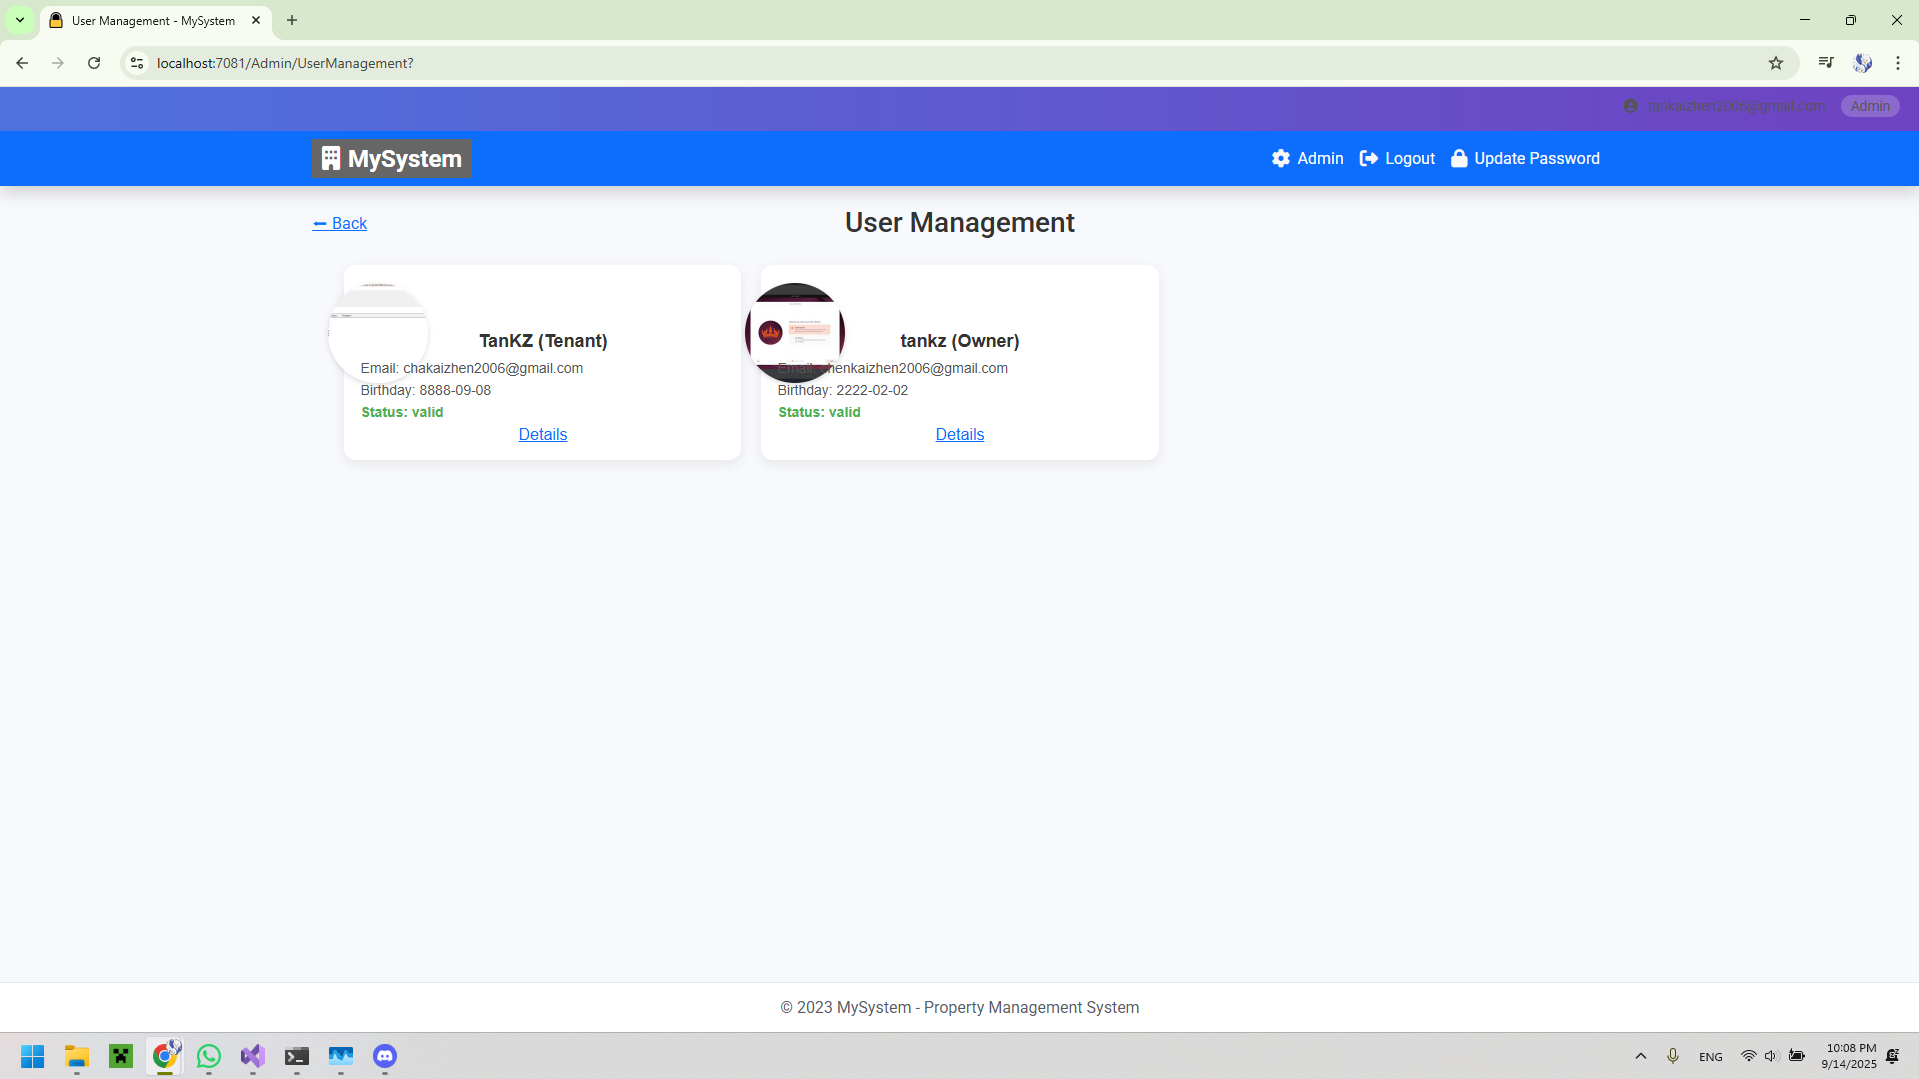 User Management - MySystem
localhost:7081/Admin/UserManagement?
tankaizhen2006@gmail.com Admin
MySystem Admin Logout Update Password
Back
User Management
TanKZ (Tenant)
Email: chakaizhen2006@gmail.com
Birthday: 8888-09-08
Status: valid
Details
tankz (Owner)
Email: chenkaizhen2006@gmail.com
Birthday: 2222-02-02
Status: valid
Details
© 2023 MySystem - Property Management System
ENG
10:08 PM
9/14/2025